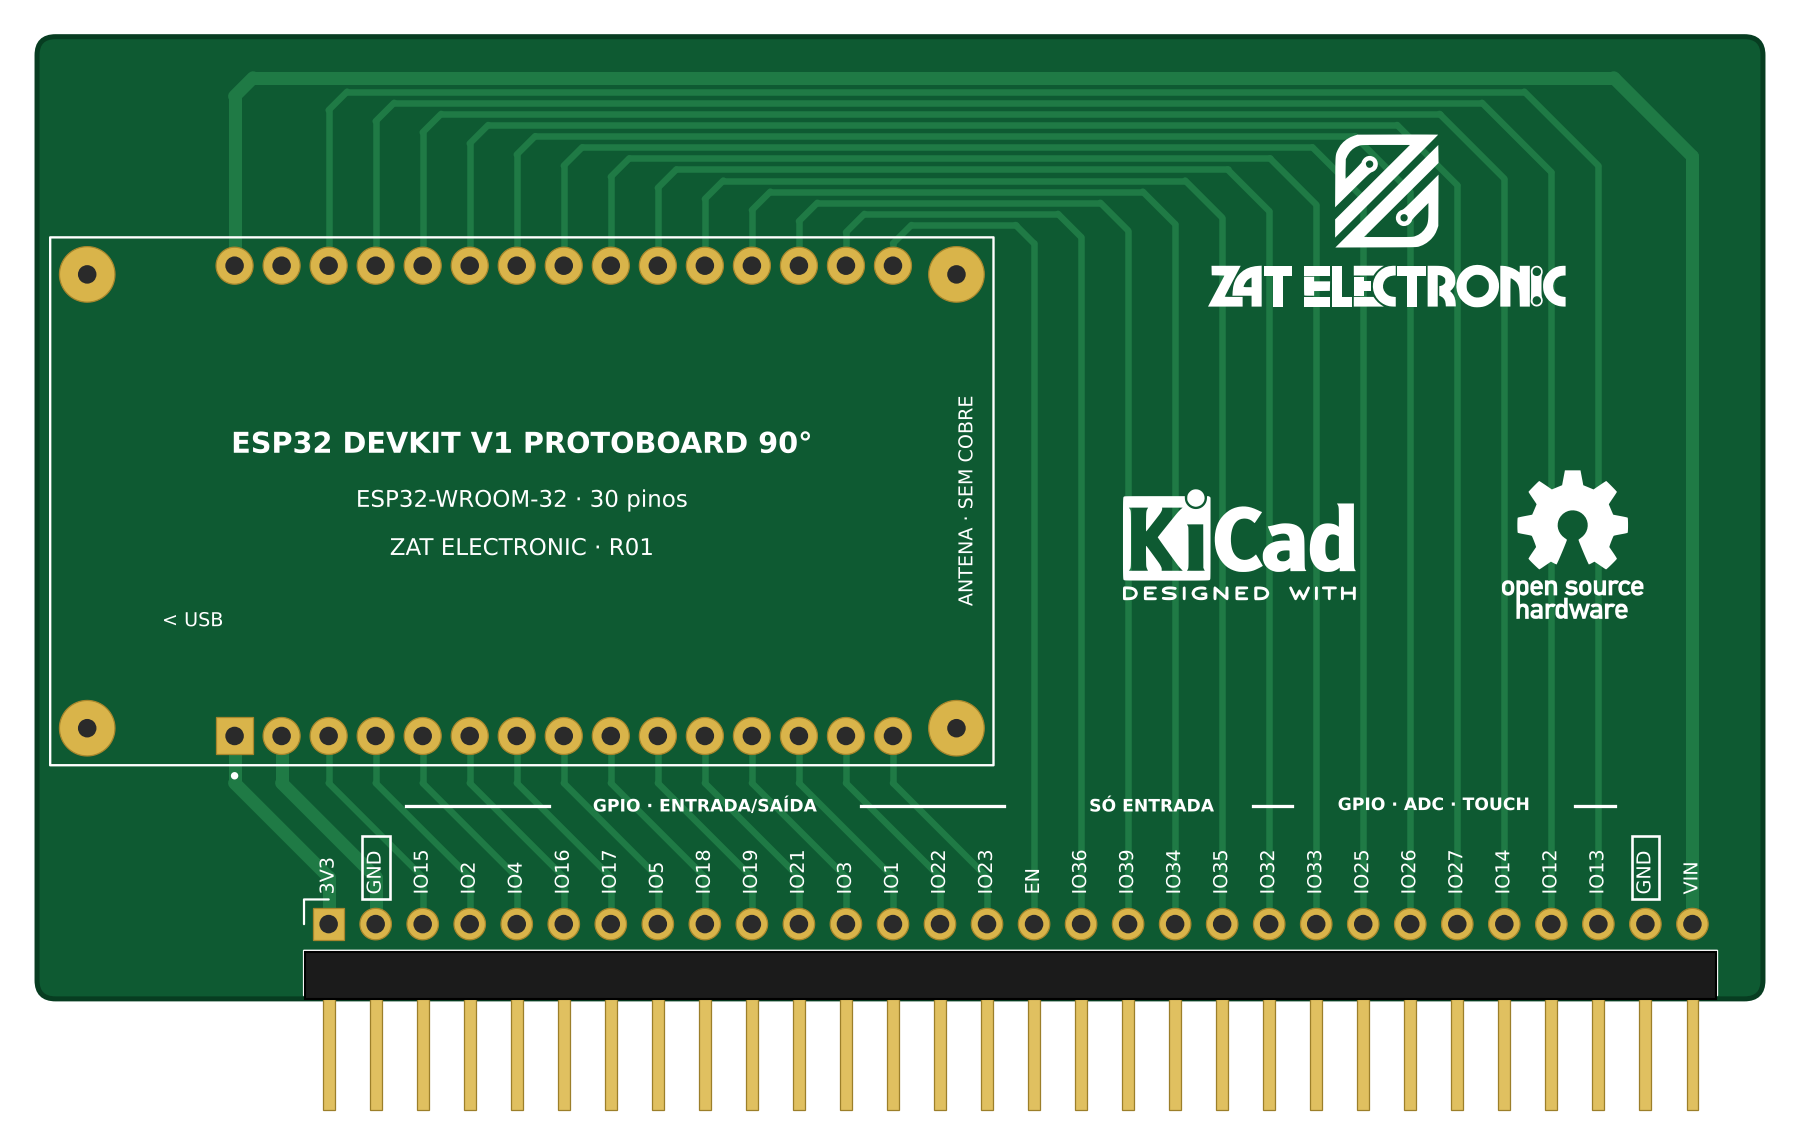 ZAT ELECTRONIC
ESP32 DEVKIT V1 PROTOBOARD 90°
ESP32-WROOM-32 · 30 pinos
ZAT ELECTRONIC · R01
< USB
ANTENA · SEM COBRE
KiCad
DESIGNED WITH
open source
hardware
GPIO · ENTRADA/SAÍDA
SÓ ENTRADA
GPIO · ADC · TOUCH
3V3
GND
IO15
IO2
IO4
IO16
IO17
IO5
IO18
IO19
IO21
IO3
IO1
IO22
IO23
EN
IO36
IO39
IO34
IO35
IO32
IO33
IO25
IO26
IO27
IO14
IO12
IO13
GND
VIN